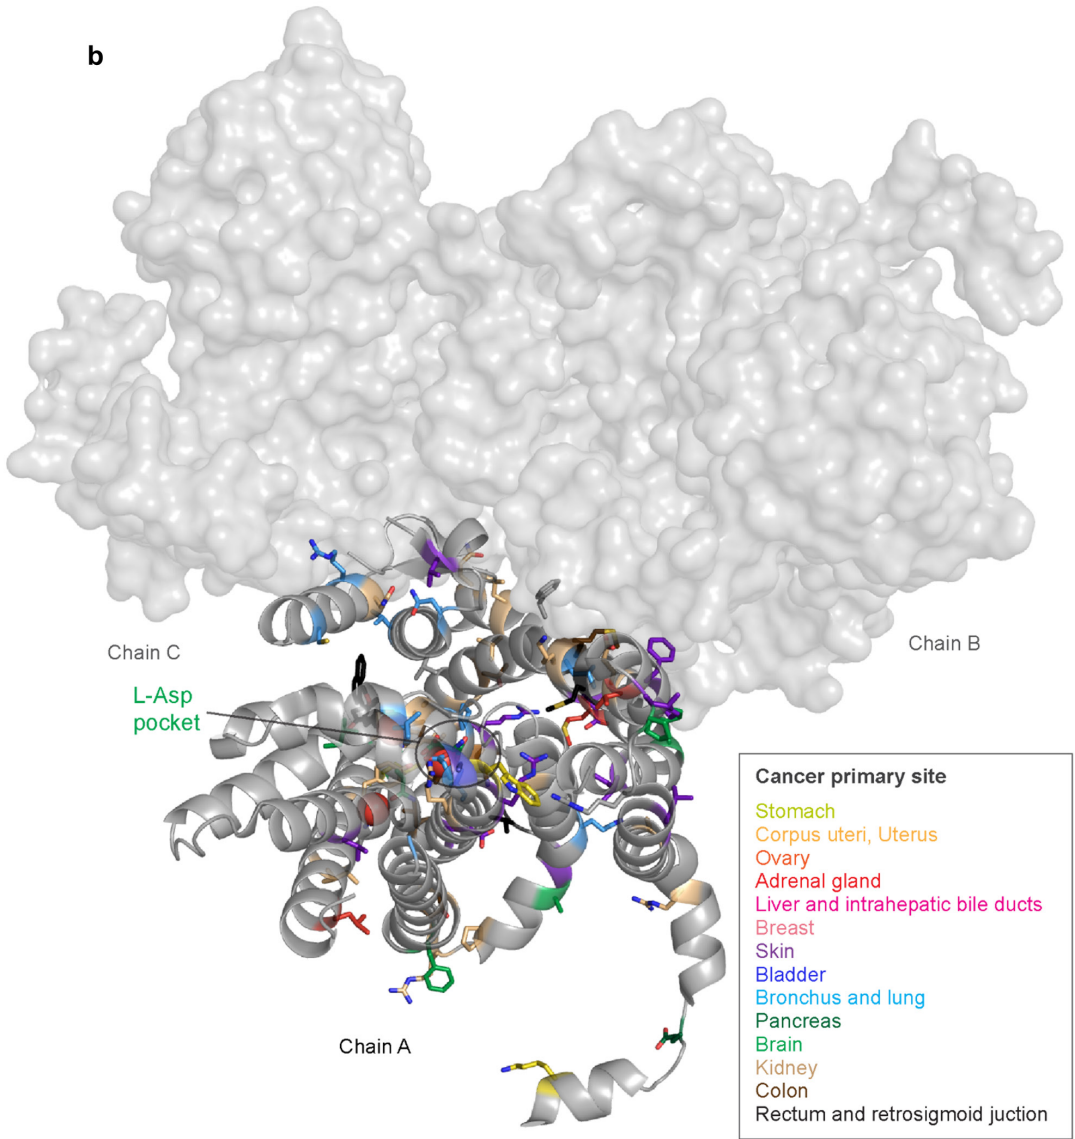 b
Chain C
Chain B
L-Asp
pocket
Cancer primary site
Stomach
Corpus uteri, Uterus
Ovary
Adrenal gland
Liver and intrahepatic bile ducts
Breast
Skin
Bladder
Bronchus and lung
Pancreas
Brain
Kidney
Colon
Rectum and retrosigmoid juction
Chain A